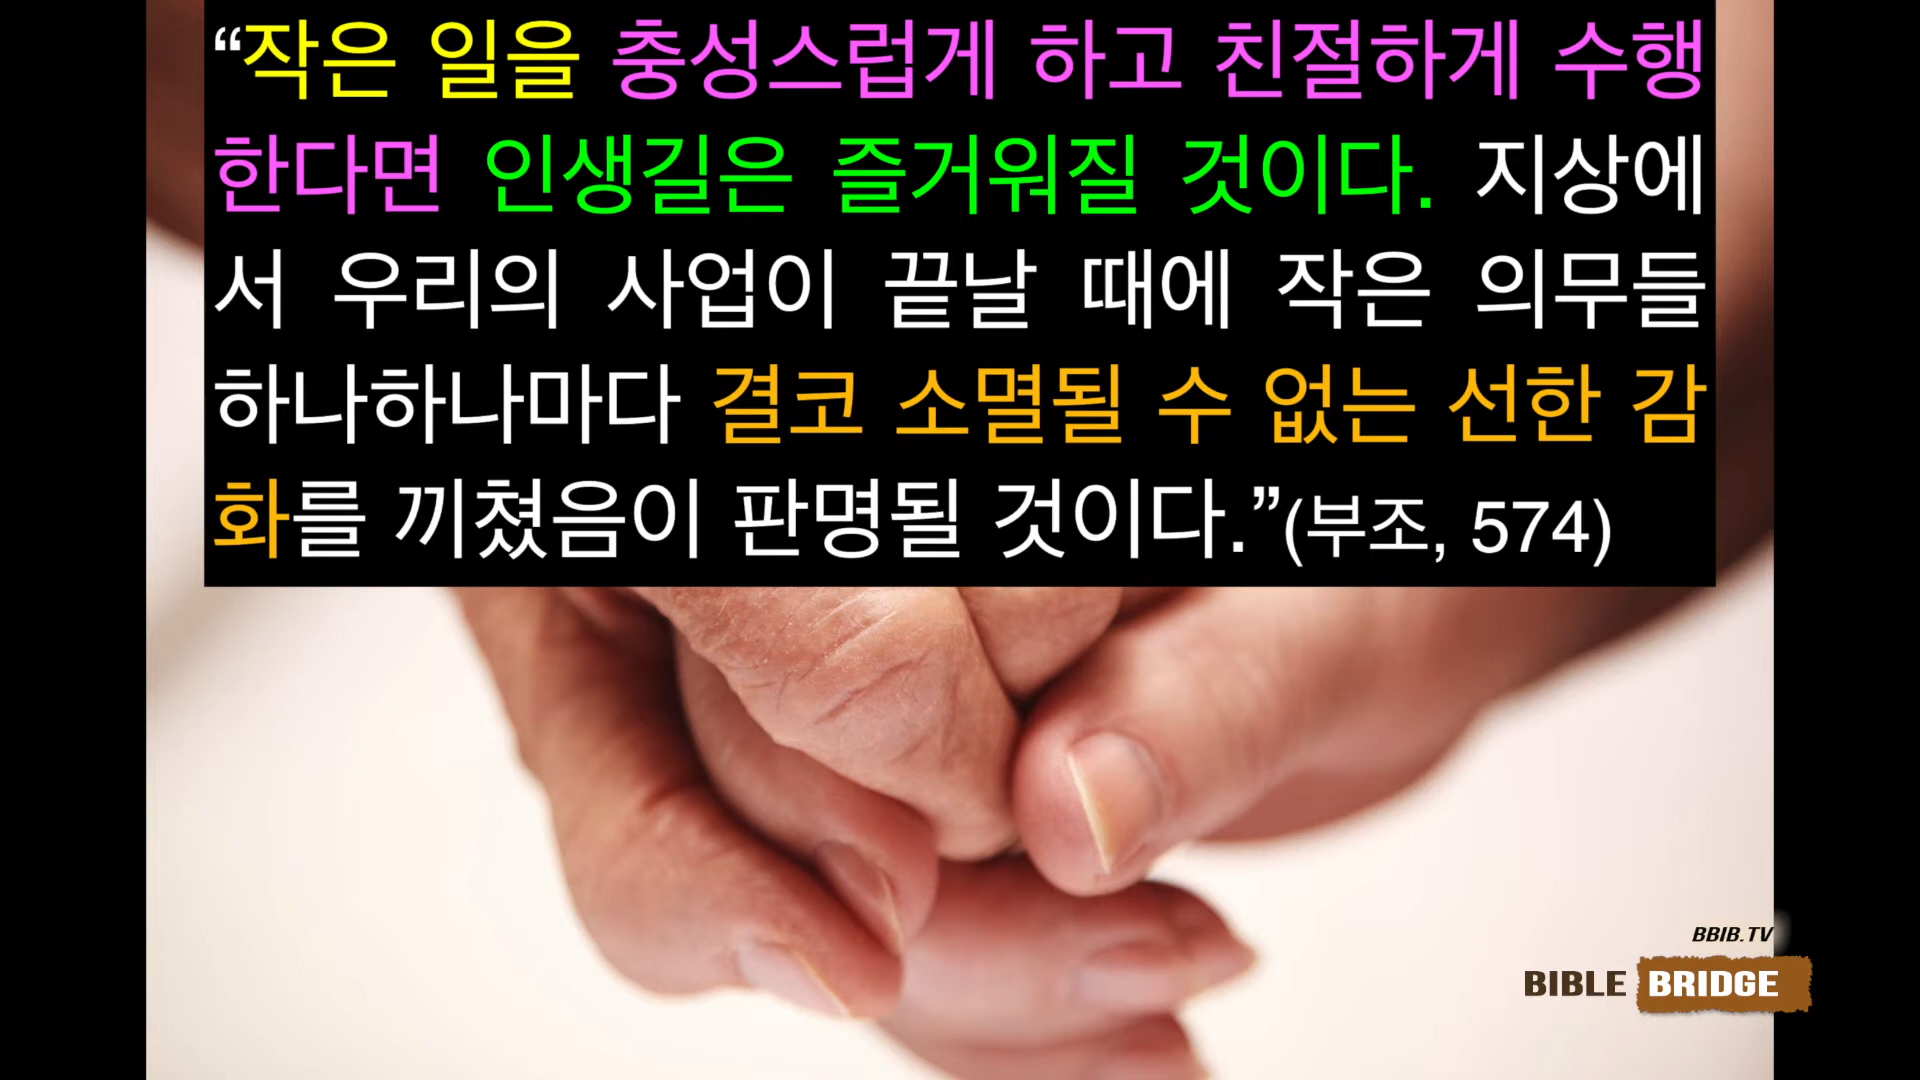 “작은 일을 충성스럽게 하고 친절하게 수행
한다면 인생길은 즐거워질 것이다. 지상에
서 우리의 사업이 끝날 때에 작은 의무들
하나하나마다 결코 소멸될 수 없는 선한 감
화를 끼쳤음이 판명될 것이다.”(부조, 574)
BBIB.TV
BIBLE BRIDGE